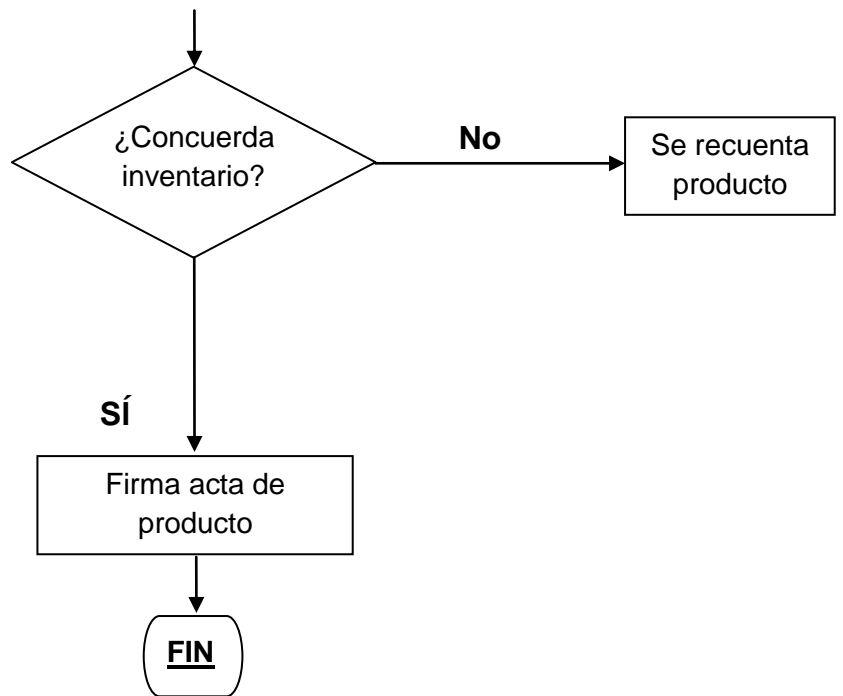 ¿Concuerda
inventario?
No
Se recuenta
producto
SÍ
Firma acta de
producto
FIN